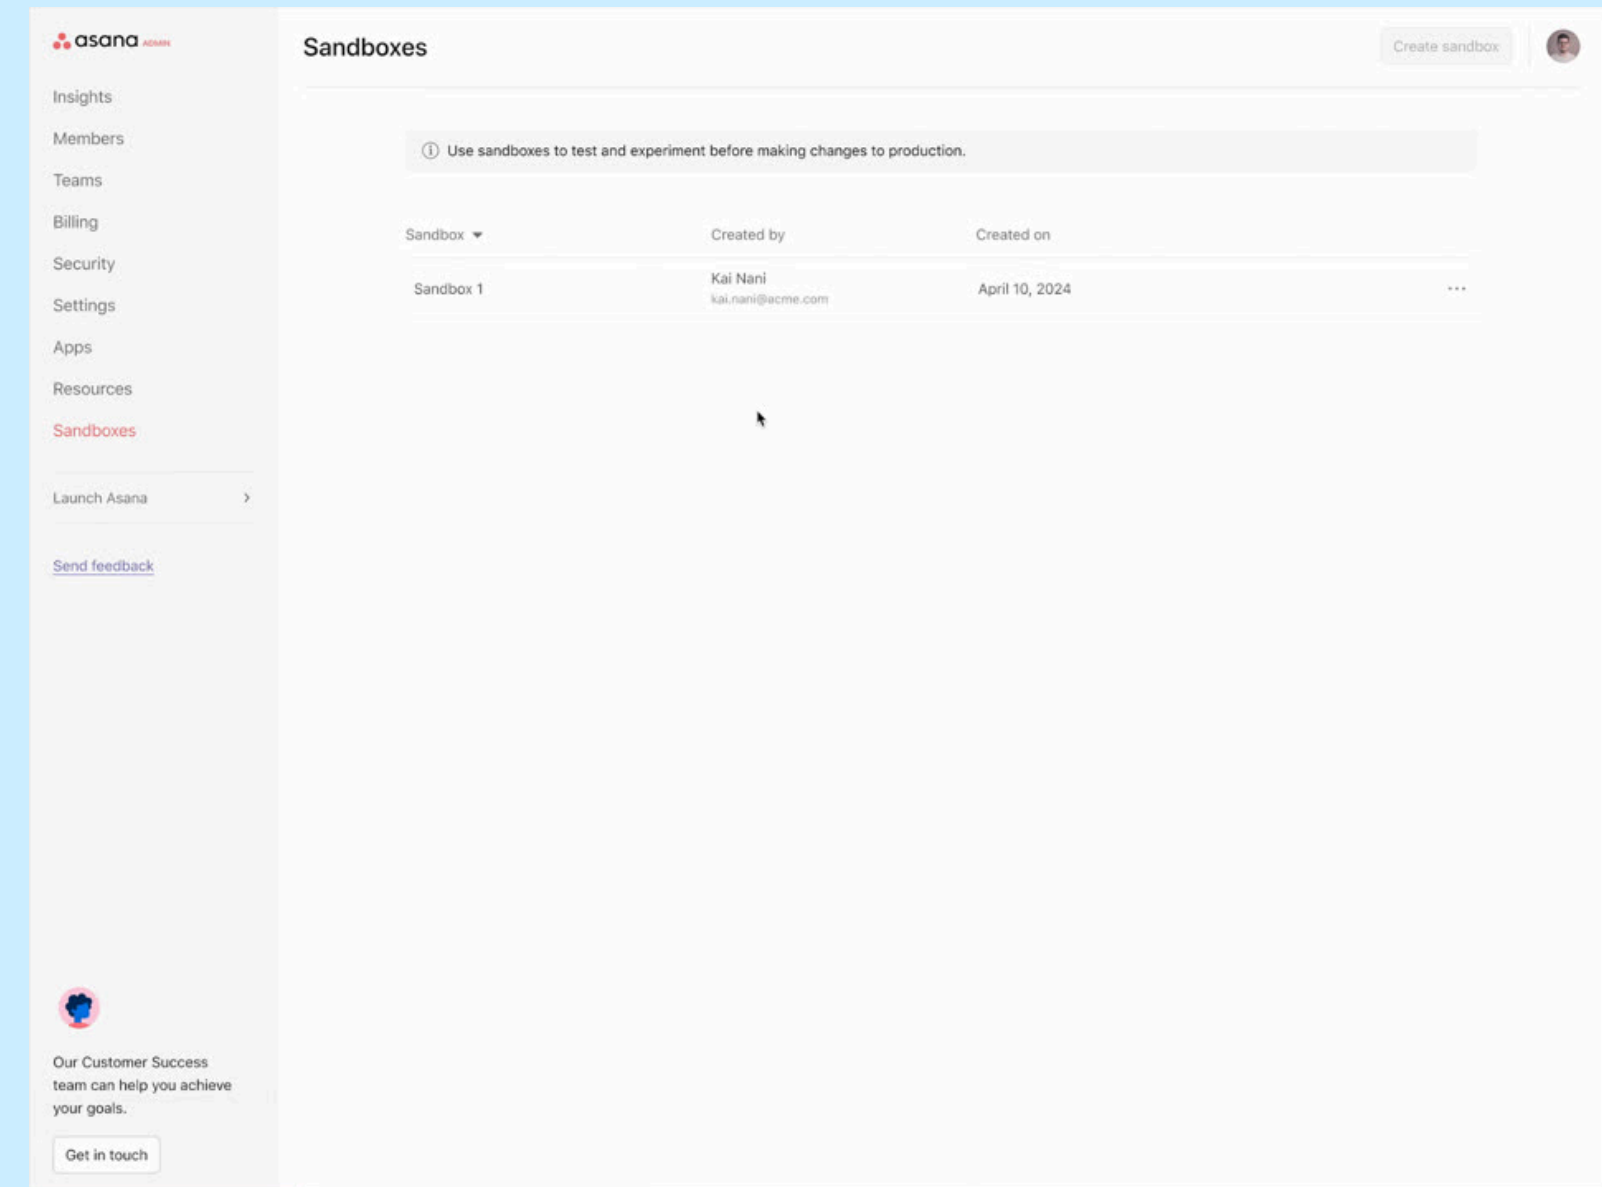 asana ADMIN
Insights
Members
Teams
Billing
Security
Settings
Apps
Resources
Sandboxes
Launch Asana
Send feedback
Our Customer Success
team can help you achieve
your goals.
Get in touch
Sandboxes
Create sandbox
Use sandboxes to test and experiment before making changes to production.
Sandbox Created by Created on
Sandbox 1 Kai Nani April 10, 2024
kai.nani@acme.com